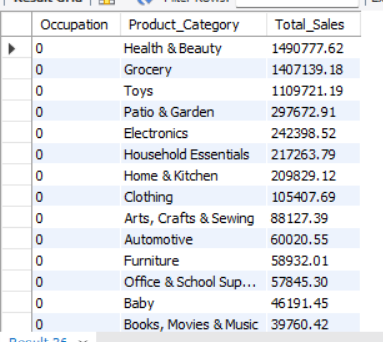 Occupation Product_Category Total_Sales
0 Health & Beauty 1490777.62
0 Grocery 1407139.18
0 Toys 1109721.19
0 Patio & Garden 297672.91
0 Electronics 242398.52
0 Household Essentials 217263.79
0 Home & Kitchen 209829.12
0 Clothing 105407.69
0 Arts, Crafts & Sewing 88127.39
0 Automotive 60020.55
0 Furniture 58932.01
0 Office & School Sup... 57845.30
0 Baby 46191.45
0 Books, Movies & Music 39760.42